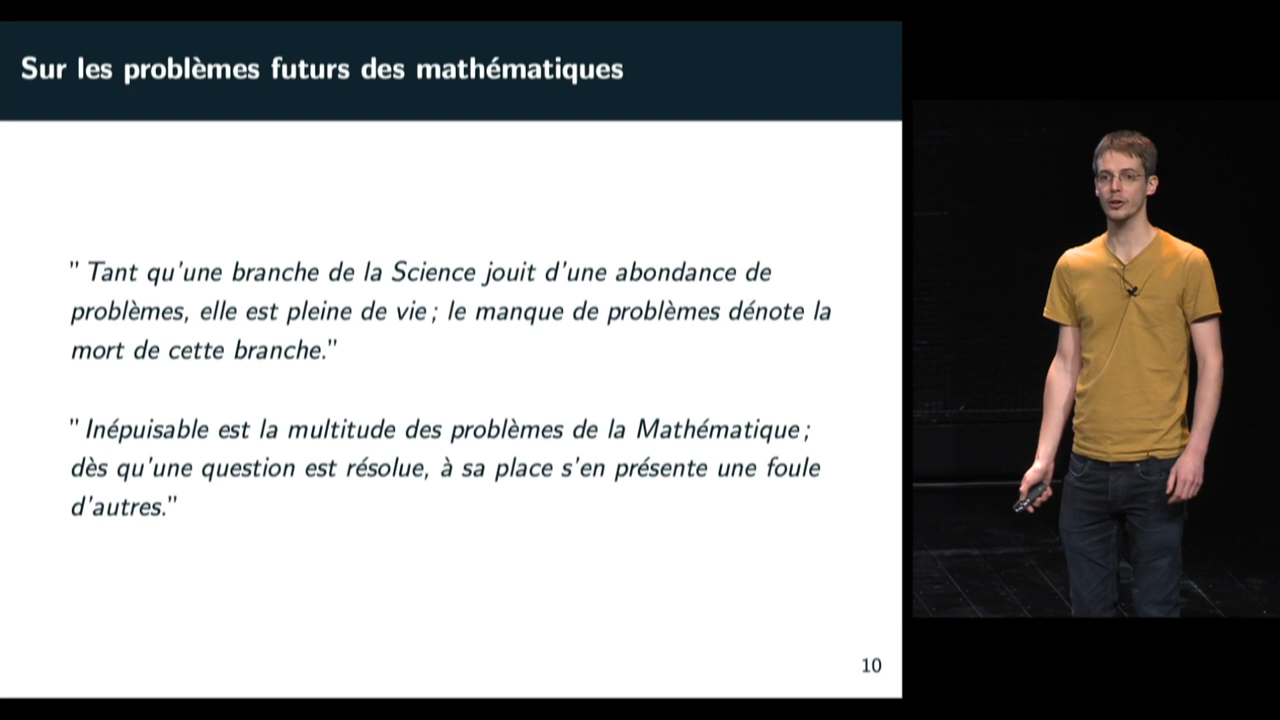 Sur les problèmes futurs des mathématiques
" Tant qu'une branche de la Science jouit d'une abondance de
problèmes, elle est pleine de vie ; le manque de problèmes dénote la
mort de cette branche."
" Inépuisable est la multitude des problèmes de la Mathématique ;
dès qu'une question est résolue, à sa place s'en présente une foule
d'autres."
10